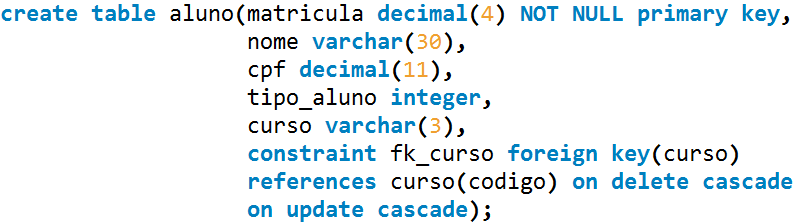 create table aluno(matricula decimal(4) NOT NULL primary key,
nome varchar(30),
cpf decimal(11),
tipo_aluno integer,
curso varchar(3),
constraint fk_curso foreign key(curso)
references curso(codigo) on delete cascade
on update cascade);